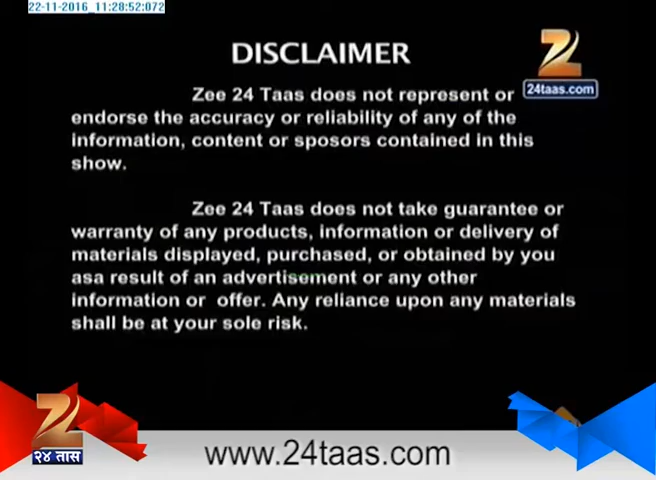 22-11-2016_11:28:52:072
DISCLAIMER
Zee 24 Taas does not represent or
24taas.com
endorse the accuracy or reliability of any of the
information, content or sposors contained in this
show.
Zee 24 Taas does not take guarantee or
warranty of any products, information or delivery of
materials displayed, purchased, or obtained by you
asa result of an advertisement or any other
information or offer. Any reliance upon any materials
shall be at your sole risk.
२४ तास
www.24taas.com